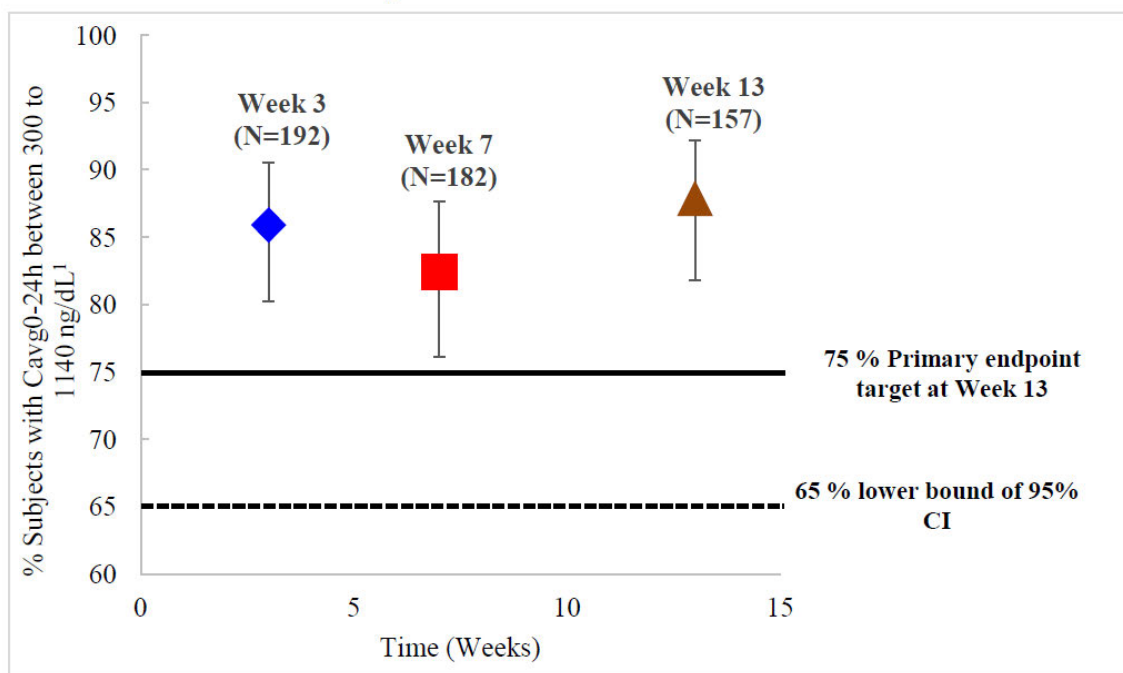 % Subjects with Cavg0-24h between 300 to
1140 ng/dL¹
100
95
90
85
80
75
70
65
60
Week 3
(N=192)
Week 7
(N=182)
Week 13
(N=157)
75 % Primary endpoint
target at Week 13
65 % lower bound of 95%
CI
0
5
10
15
Time (Weeks)